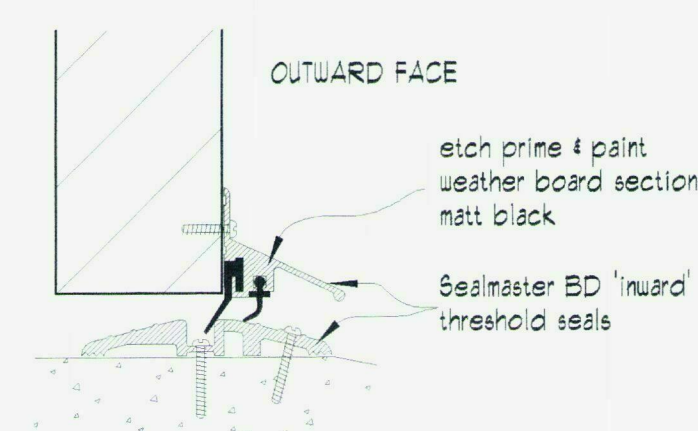 OUTWARD FACE
etch prime & paint
weather board section
matt black
Sealmaster BD 'inward'
threshold seals